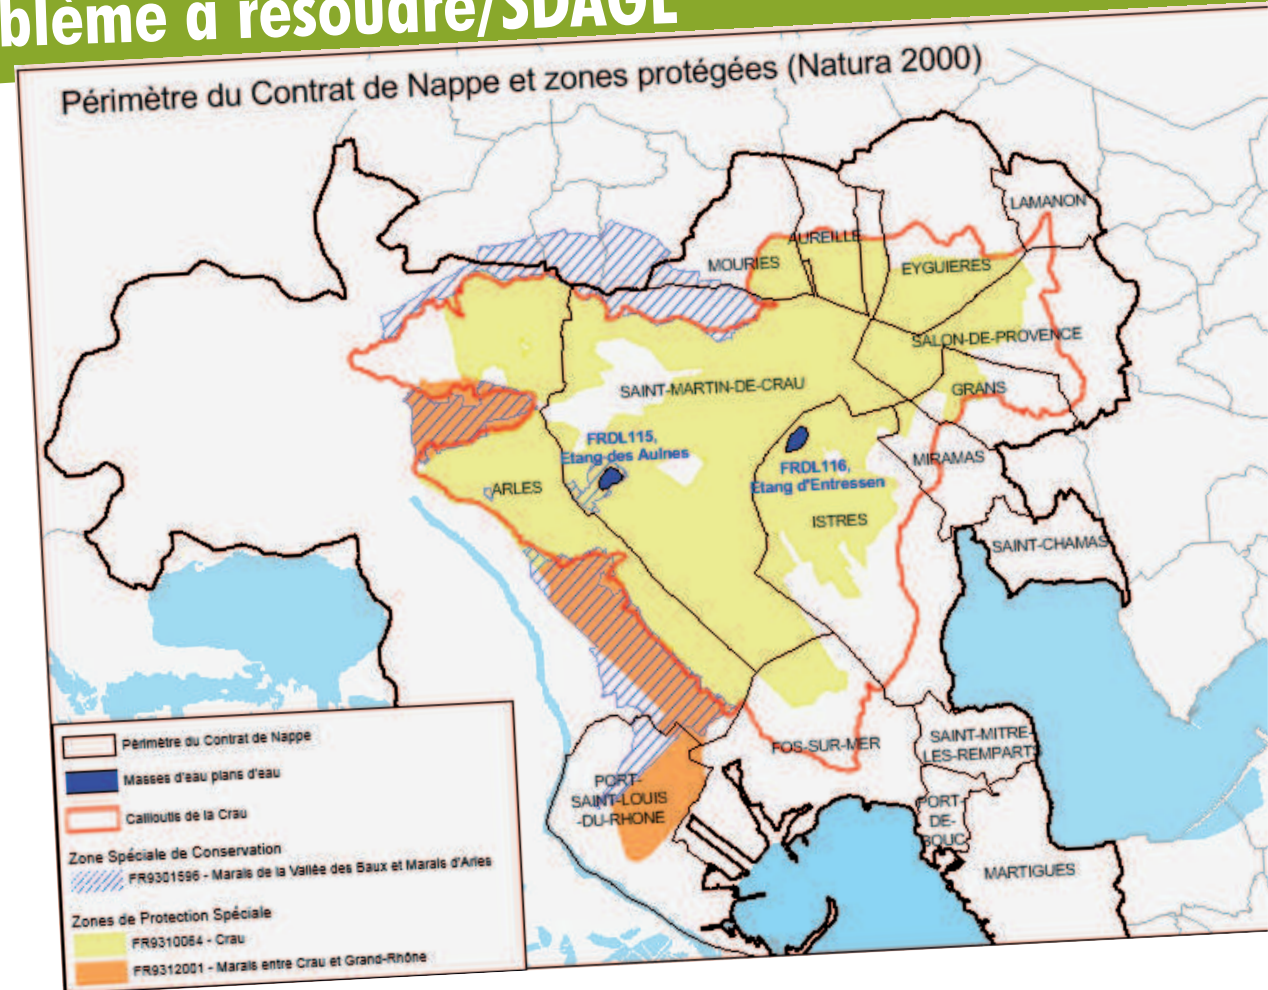 blème à résoudre/SDAGE
Périmètre du Contrat de Nappe et zones protégées (Natura 2000)
LAMANON
AUREILLE
MOURIES
EYGUIERES
SALON-DE-PROVENCE
SAINT-MARTIN-DE-CRAU
GRANS
FRDL115,
Etang des Aulnes
MIRAMAS
FRDL116,
Etang d'Entressen
ARLES
ISTRES
SAINT-CHAMAS
FOS-SUR-MER
SAINT-MITRE-
LES-REMPARTS
PORT-
SAINT-LOUIS
-DU-RHONE
PORT-
DE-
BOUC
MARTIGUES
Périmètre du Contrat de Nappe
Masses d'eau plans d'eau
Cailloutis de la Crau
Zone Spéciale de Conservation
FR9301596 - Marais de la Vallée des Baux et Marais d'Arles
Zones de Protection Spéciale
FR9310064 - Crau
FR9312001 - Marais entre Crau et Grand-Rhône